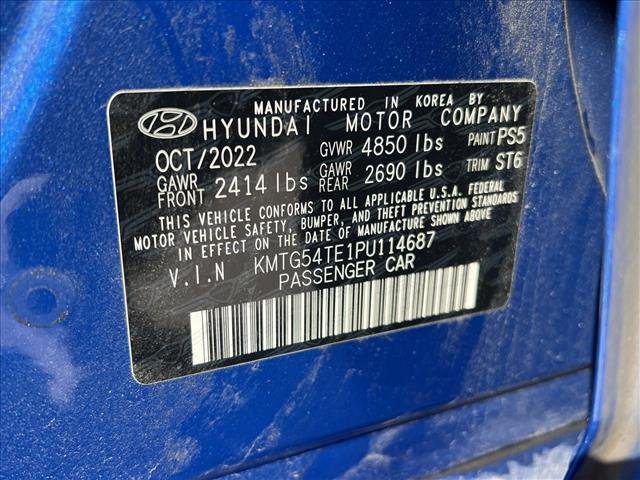 MANUFACTURED IN KOREA BY
HYUNDAI MOTOR COMPANY
OCT/2022 GVWR 4850 lbs PAINT PS5
GAWR FRONT 2414 lbs GAWR REAR 2690 lbs TRIM ST6
THIS VEHICLE CONFORMS TO ALL APPLICABLE U.S.A. FEDERAL
MOTOR VEHICLE SAFETY, BUMPER, AND THEFT PREVENTION STANDARDS
IN EFFECT ON THE DATE OF MANUFACTURE SHOWN ABOVE
V.I.N KMTG54TE1PU114687
PASSENGER CAR